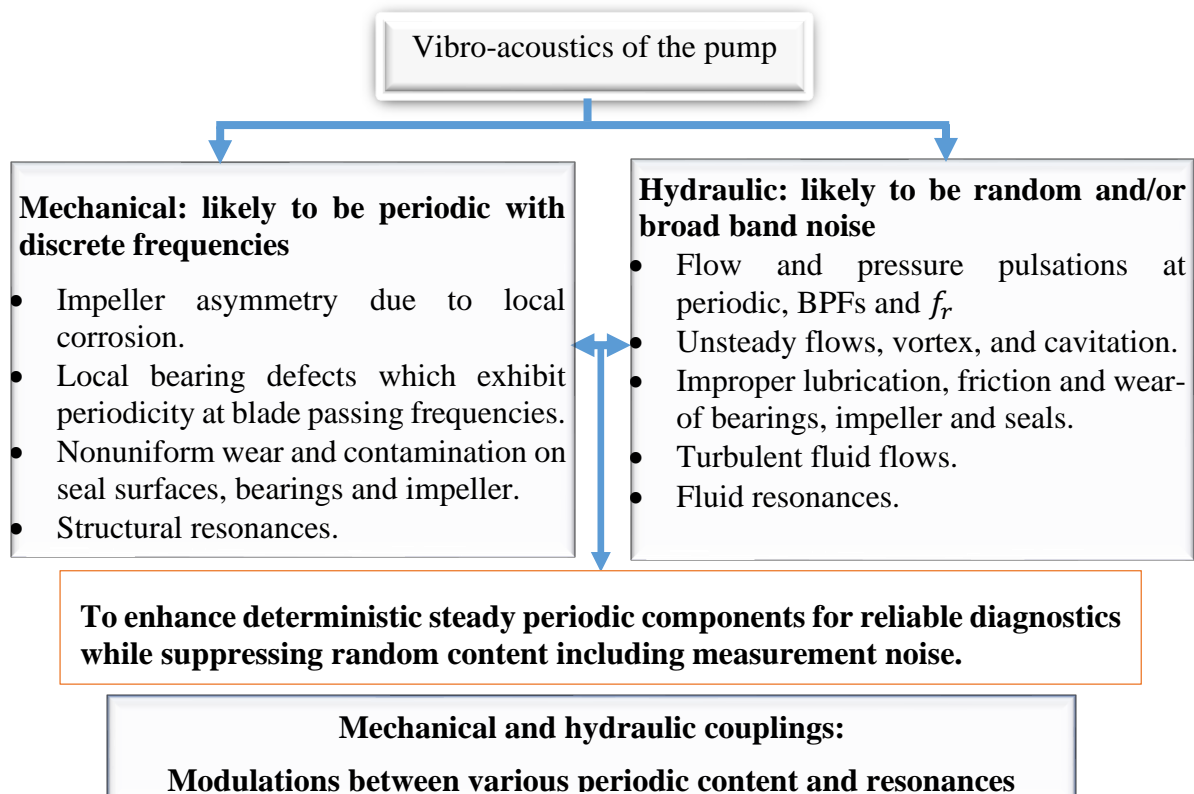 Vibro-acoustics of the pump
Mechanical: likely to be periodic with
discrete frequencies
• Impeller asymmetry due to local
corrosion.
• Local bearing defects which exhibit
periodicity at blade passing frequencies.
• Nonuniform wear and contamination on
seal surfaces, bearings and impeller.
• Structural resonances.
Hydraulic: likely to be random and/or
broad band noise
• Flow and pressure pulsations at
periodic, BPFs and fᵣ
• Unsteady flows, vortex, and cavitation.
• Improper lubrication, friction and wear-
of bearings, impeller and seals.
• Turbulent fluid flows.
• Fluid resonances.
To enhance deterministic steady periodic components for reliable diagnostics
while suppressing random content including measurement noise.
Mechanical and hydraulic couplings:
Modulations between various periodic content and resonances